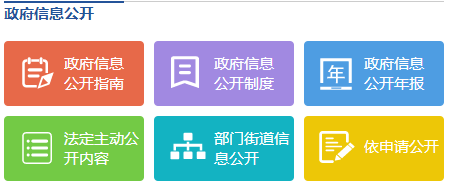 政府信息公开
政府信息
公开指南
政府信息
公开制度
年
政府信息
公开年报
法定主动公
开内容
部门街道信
息公开
依申请公开